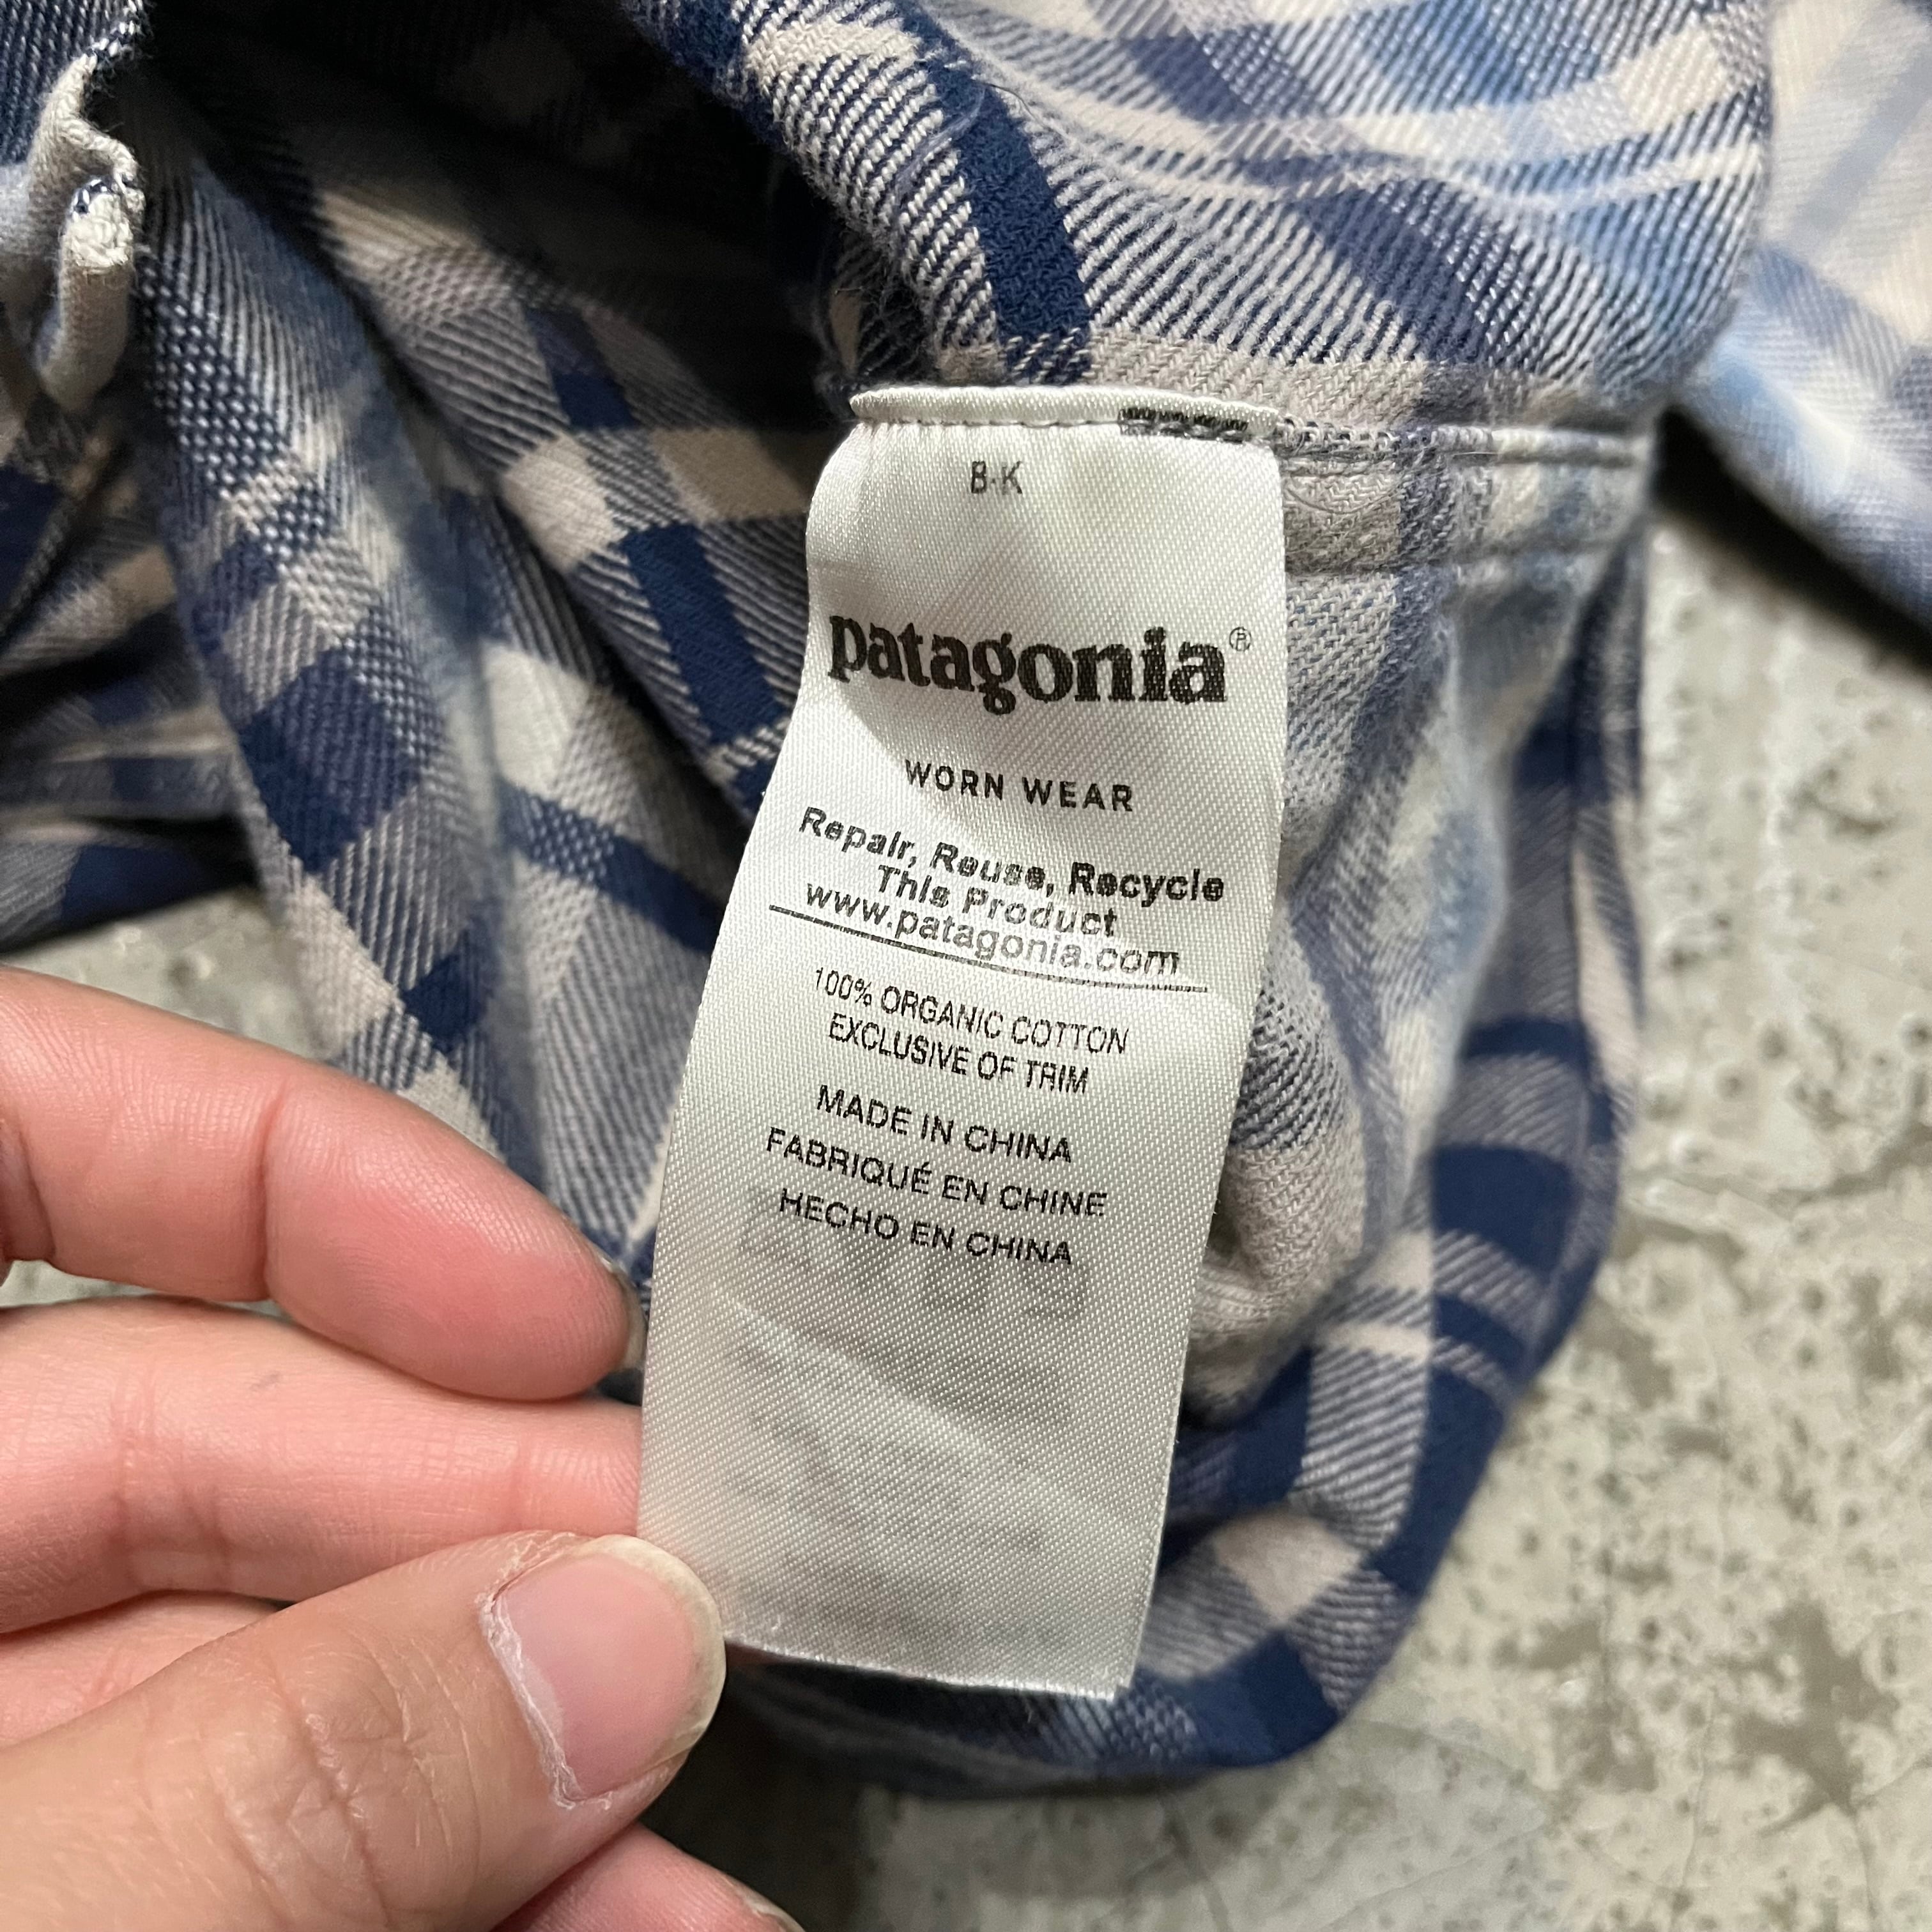 B·K
patagonia®
WORN WEAR
Repair, Reuse, Recycle
This Product
www.patagonia.com
100% ORGANIC COTTON
EXCLUSIVE OF TRIM
MADE IN CHINA
FABRIQUÉ EN CHINE
HECHO EN CHINA